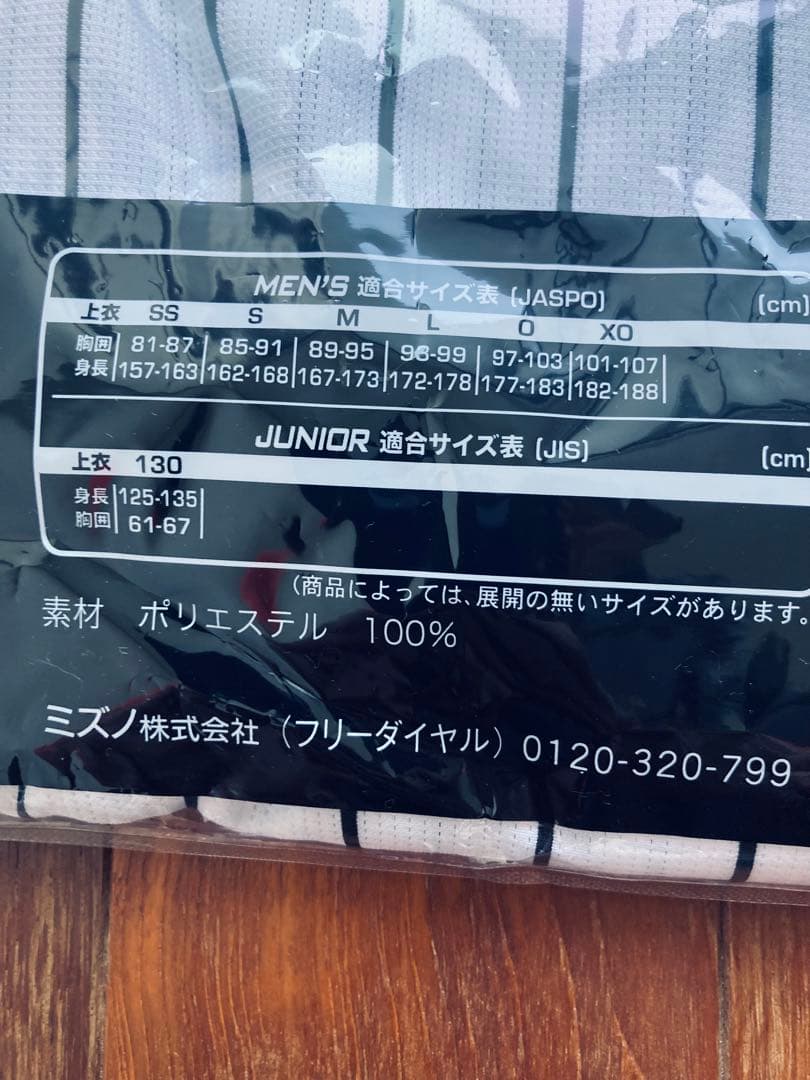 MEN'S 適合サイズ表 [JASPO] [cm]
上衣 SS S M L O XO
胸囲 81-87 85-91 89-95 93-99 97-103 101-107
身長 157-163 162-168 167-173 172-178 177-183 182-188
JUNIOR 適合サイズ表 [JIS] [cm]
上衣 130
身長 125-135
胸囲 61-67
(商品によっては、展開の無いサイズがあります。
素材 ポリエステル 100%
ミズノ株式会社 (フリーダイヤル) 0120-320-799